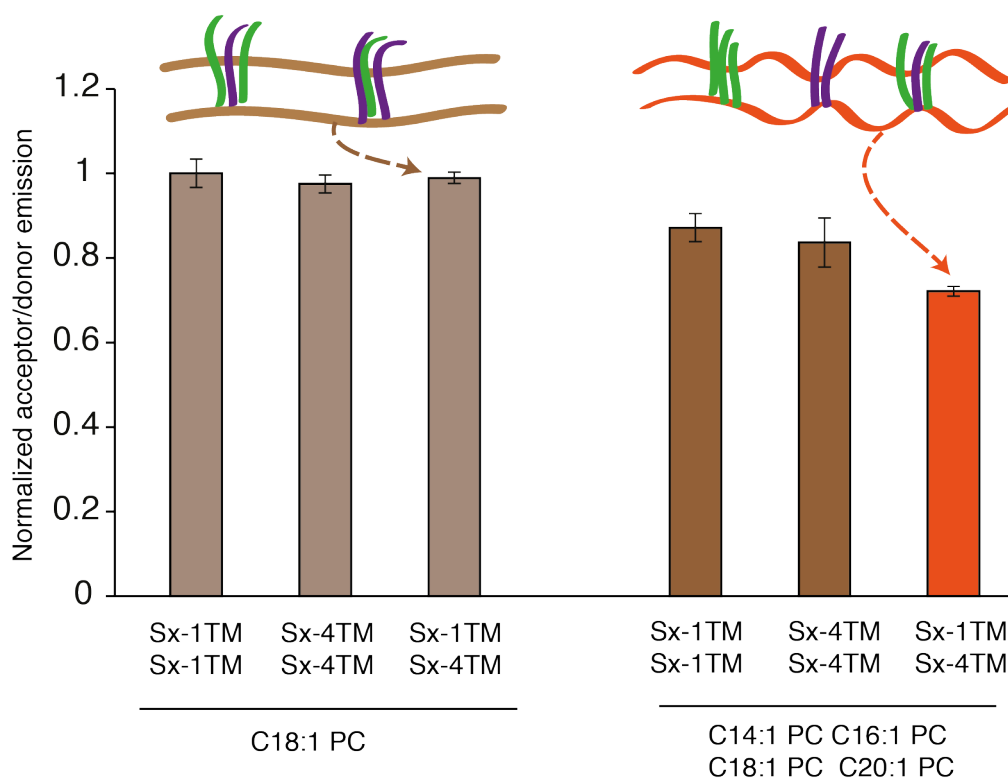 Normalized acceptor/donor emission
1.2
1
0.8
0.6
0.4
0.2
0
Sx-1TM Sx-4TM Sx-1TM
Sx-1TM Sx-4TM Sx-4TM
C18:1 PC
Sx-1TM Sx-4TM Sx-1TM
Sx-1TM Sx-4TM Sx-4TM
C14:1 PC C16:1 PC
C18:1 PC C20:1 PC